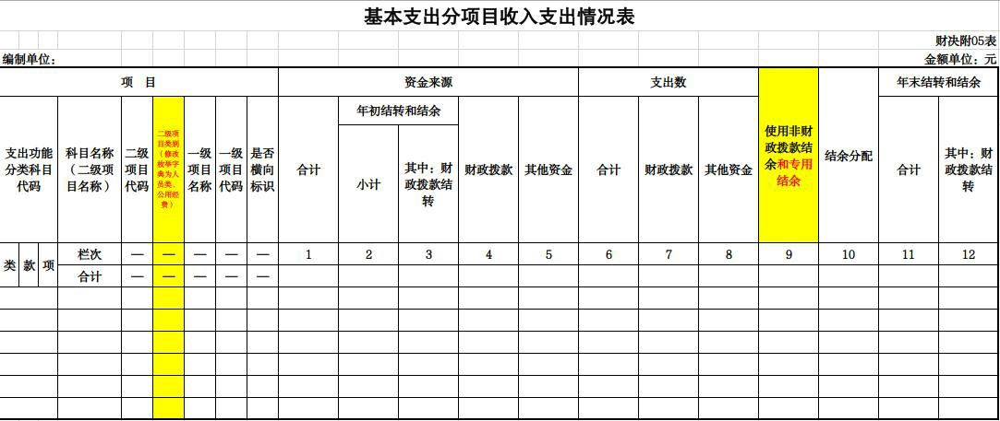 基本支出分项目收入支出情况表
财决附05表
编制单位：
金额单位：元
项 目
资金来源
支出数
使用非财
政拨款结
余和专用
结余
结余分配
年末结转和结余
支出功能
分类科目
代码
科目名称
（二级项
目名称）
二级
项目
代码
二级项
目类别
（修改
枚举字
典为人
员类、
公用经
费）
一级
项目
名称
一级
项目
代码
是否
横向
标识
合计
年初结转和结余
小计
其中：财
政拨款结
转
财政拨款
其他资金
合计
财政拨款
其他资金
合计
其中：财
政拨款结
转
类 款 项
栏次 — — — — — 1 2 3 4 5 6 7 8 9 10 11 12
合计 — — — — —